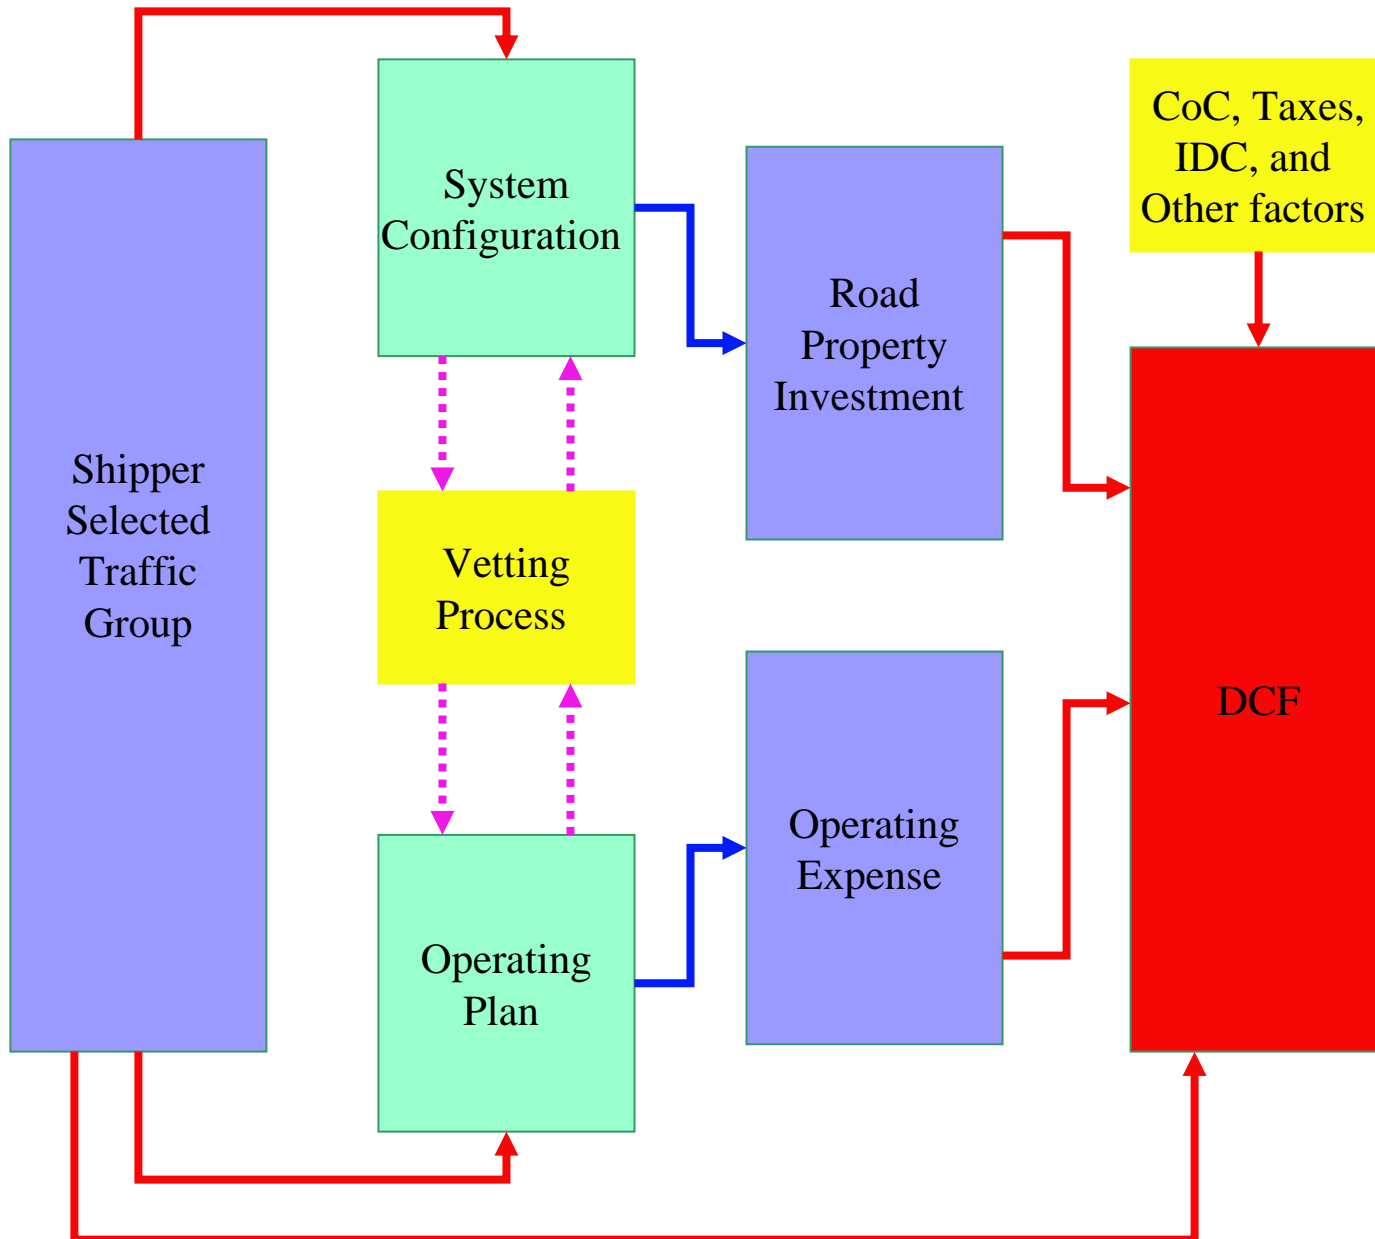 Shipper
Selected
Traffic
Group
System
Configuration
Vetting
Process
Operating
Plan
Road
Property
Investment
Operating
Expense
CoC, Taxes,
IDC, and
Other factors
DCF